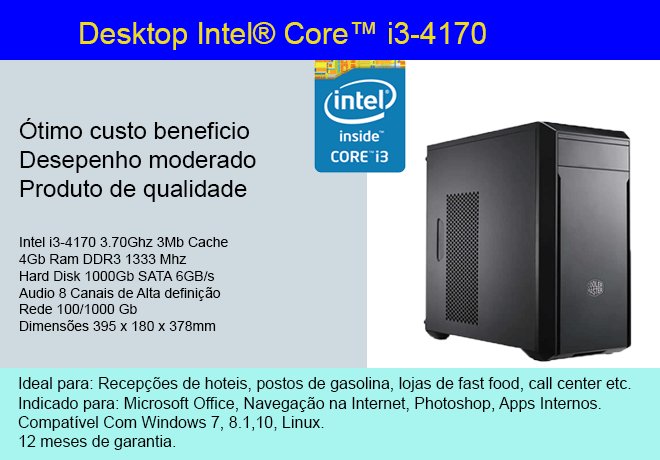 Desktop Intel® Core™ i3-4170
Ótimo custo beneficio
Desepenho moderado
Produto de qualidade
intel®
inside™
CORE™i3
Intel i3-4170 3.70Ghz 3Mb Cache
4Gb Ram DDR3 1333 Mhz
Hard Disk 1000Gb SATA 6GB/s
Audio 8 Canais de Alta definição
Rede 100/1000 Gb
Dimensões 395 x 180 x 378mm
COOLER
MASTER
Ideal para: Recepções de hoteis, postos de gasolina, lojas de fast food, call center etc.
Indicado para: Microsoft Office, Navegação na Internet, Photoshop, Apps Internos.
Compatível Com Windows 7, 8.1,10, Linux.
12 meses de garantia.